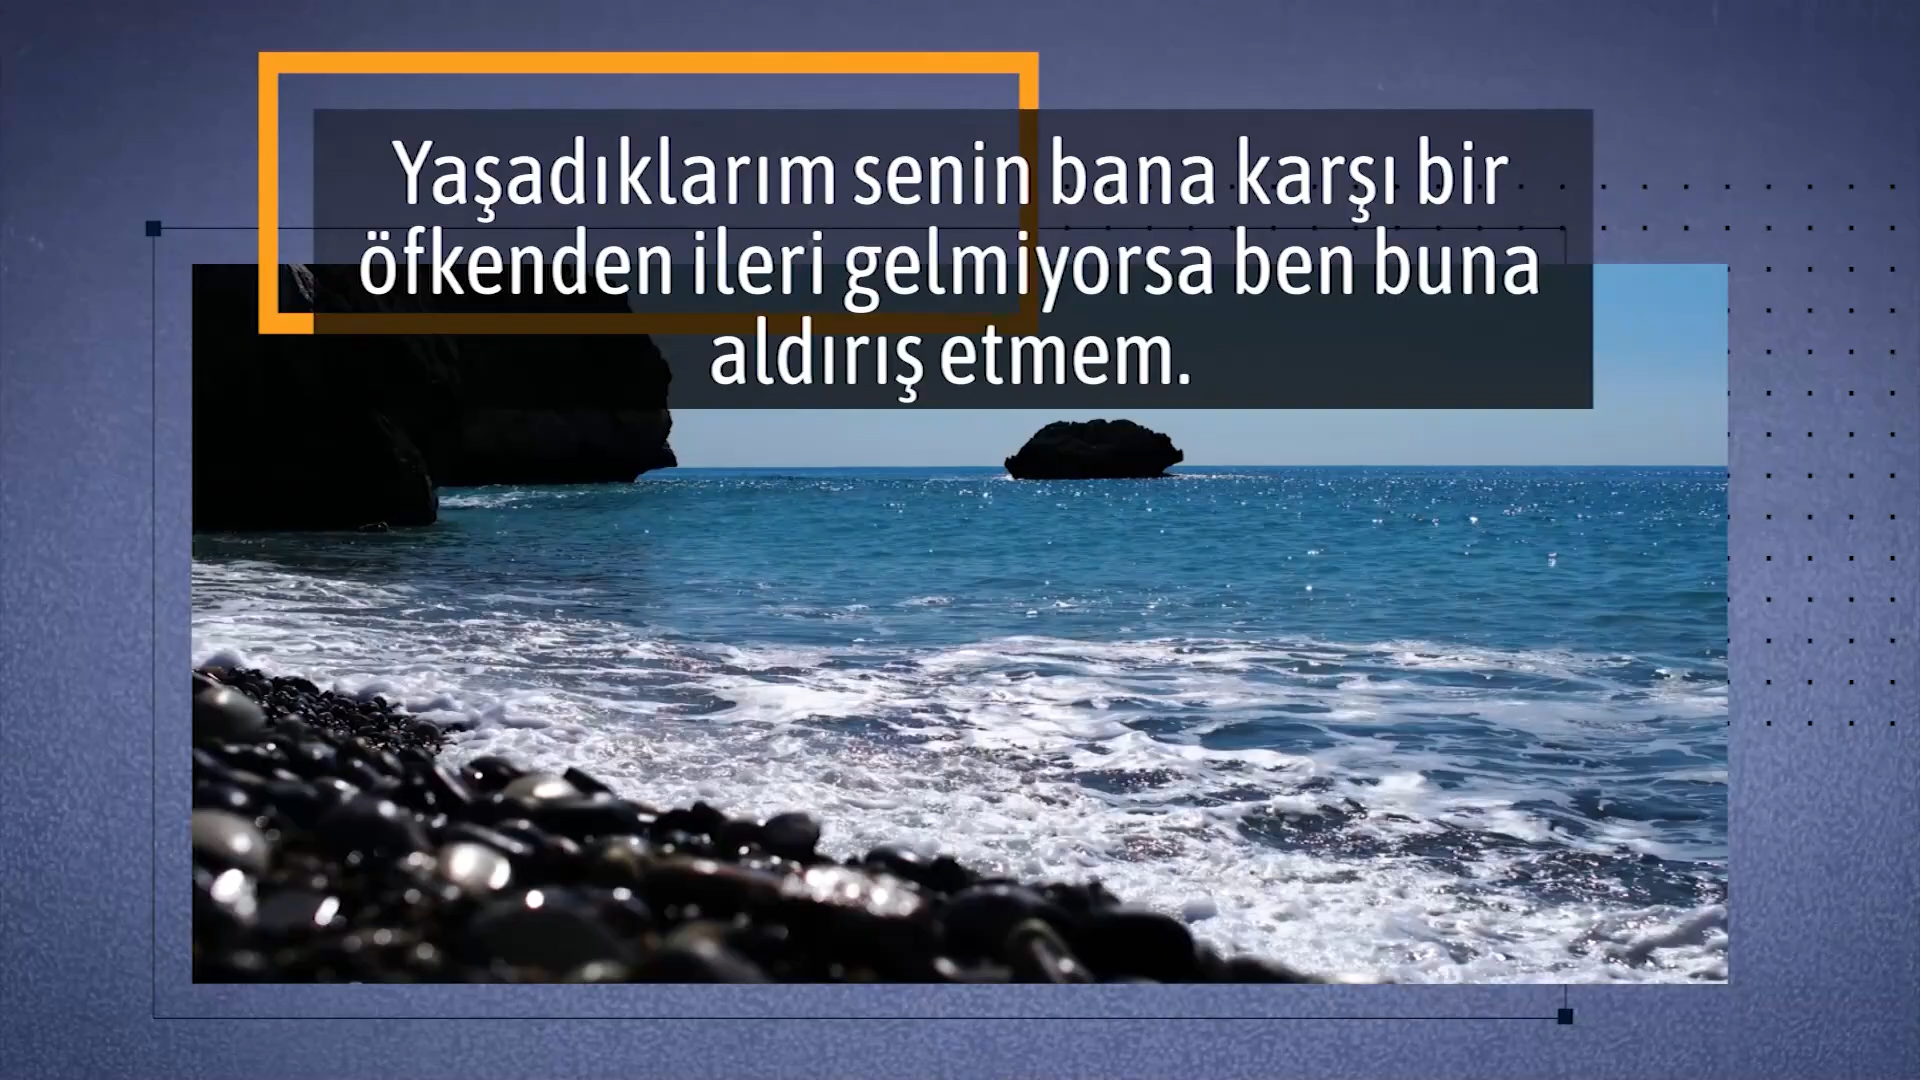 Yaşadıklarım senin bana karşı bir
öfkenden ileri gelmiyorsa ben buna
aldırış etmem.